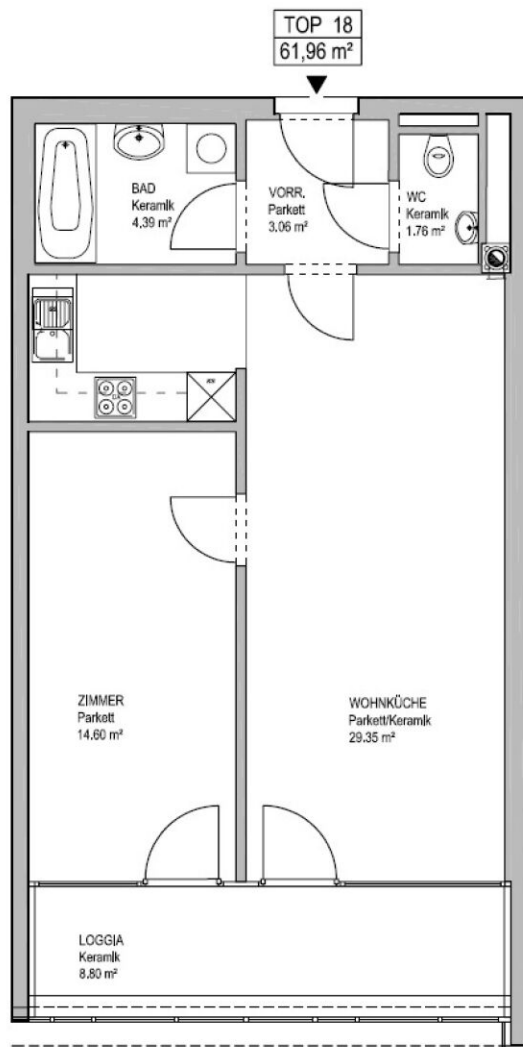 TOP 18
61,96 m²
BAD
Keramik
4.39 m²
VORR.
Parkett
3.06 m²
WC
Keramik
1.76 m²
ZIMMER
Parkett
14.60 m²
WOHNKÜCHE
Parkett/Keramik
29.35 m²
LOGGIA
Keramik
8.80 m²